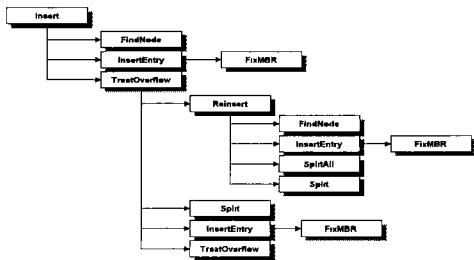 Insert
FindNode
InsertEntry
FixMBR
TreatOverflow
Reinsert
FindNode
InsertEntry
FixMBR
SplitAll
Split
Split
InsertEntry
FixMBR
TreatOverflow